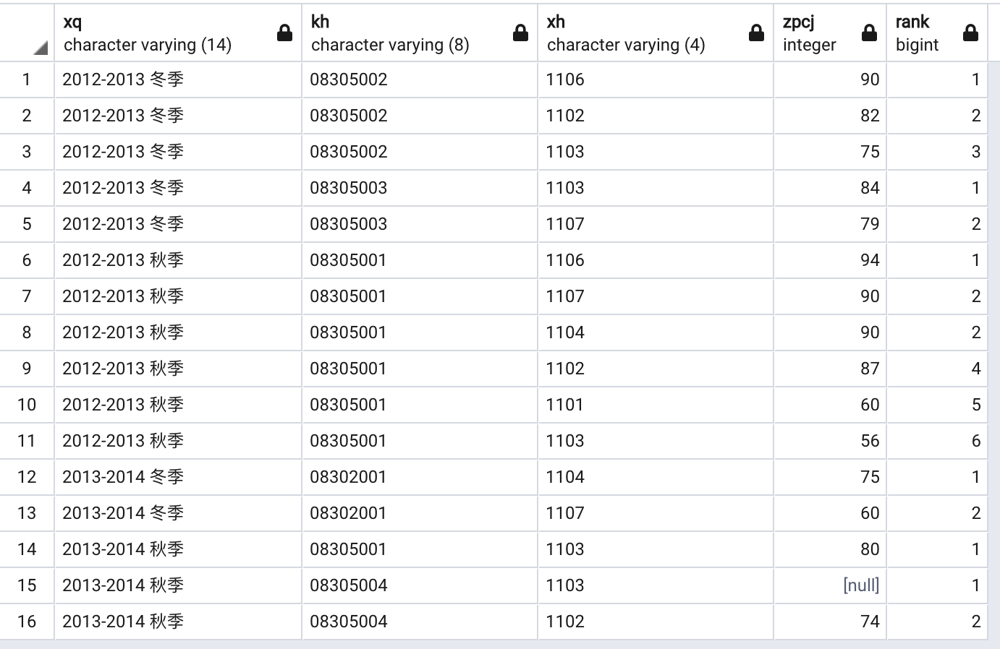 xq kh xh zpcj rank
character varying (14) character varying (8) character varying (4) integer bigint
1 2012-2013 冬季 08305002 1106 90 1
2 2012-2013 冬季 08305002 1102 82 2
3 2012-2013 冬季 08305002 1103 75 3
4 2012-2013 冬季 08305003 1103 84 1
5 2012-2013 冬季 08305003 1107 79 2
6 2012-2013 秋季 08305001 1106 94 1
7 2012-2013 秋季 08305001 1107 90 2
8 2012-2013 秋季 08305001 1104 90 2
9 2012-2013 秋季 08305001 1102 87 4
10 2012-2013 秋季 08305001 1101 60 5
11 2012-2013 秋季 08305001 1103 56 6
12 2013-2014 冬季 08302001 1104 75 1
13 2013-2014 冬季 08302001 1107 60 2
14 2013-2014 秋季 08305001 1103 80 1
15 2013-2014 秋季 08305004 1103 [null] 1
16 2013-2014 秋季 08305004 1102 74 2